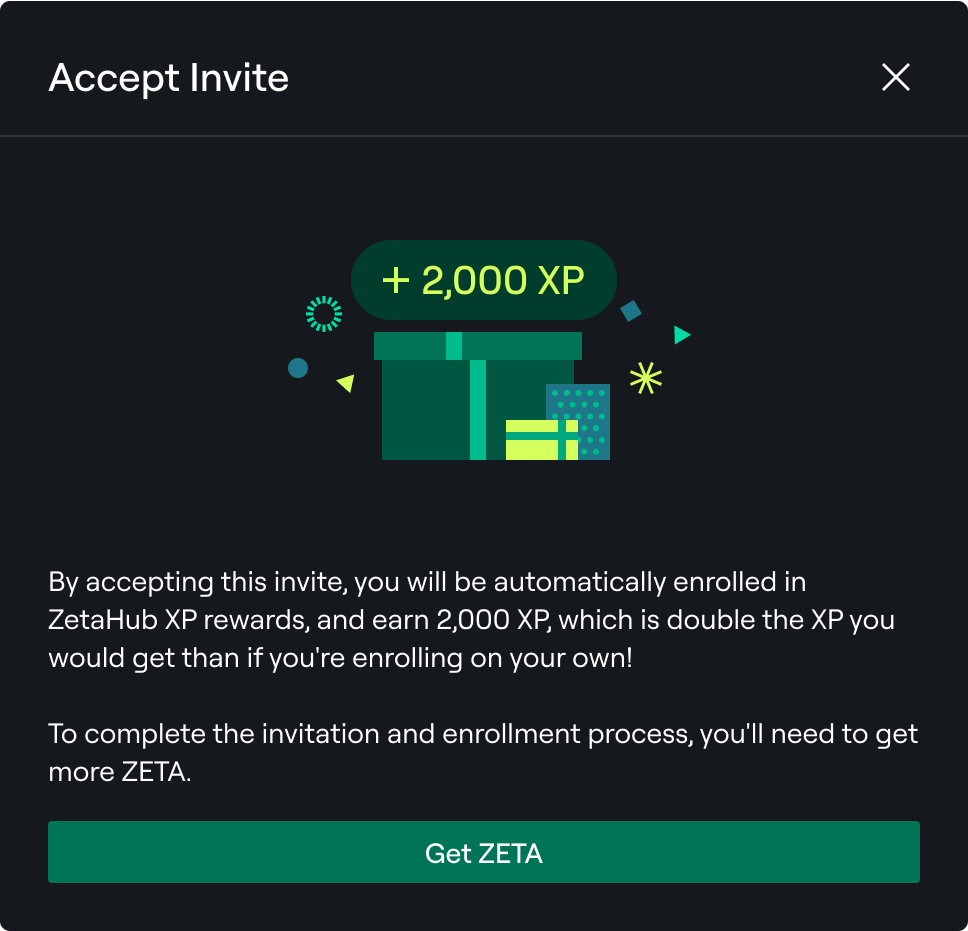 Accept Invite
+ 2,000 XP
By accepting this invite, you will be automatically enrolled in
ZetaHub XP rewards, and earn 2,000 XP, which is double the XP you
would get than if you're enrolling on your own!
To complete the invitation and enrollment process, you'll need to get
more ZETA.
Get ZETA